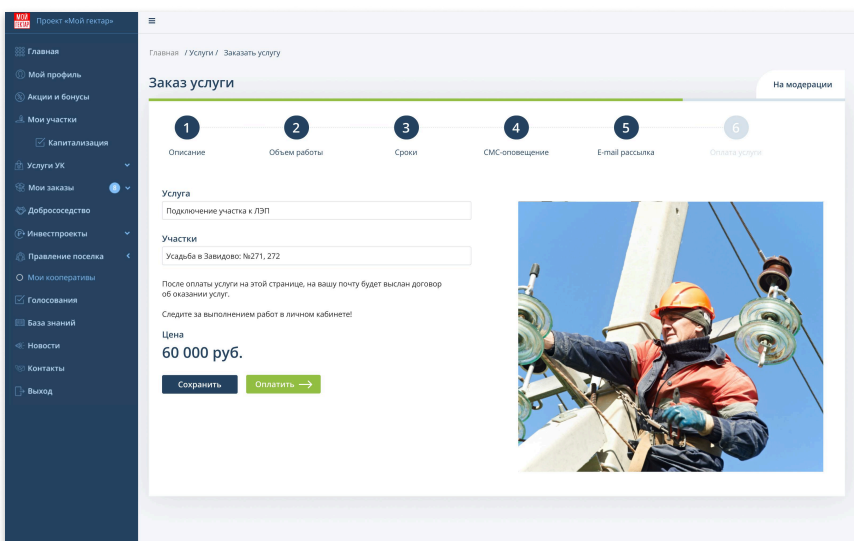 МОЙ
ГЕКТАР
Проект «Мой гектар»
Главная
Мой профиль
Акции и бонусы
Мои участки
Капитализация
Услуги УК
Мои заказы
8
Добрососедство
Инвестпроекты
Правление поселка
Мои кооперативы
Голосования
База знаний
Новости
Контакты
Выход
Главная / Услуги / Заказать услугу
Заказ услуги
На модерации
1 2 3 4 5 6
Описание Объем работы Сроки СМС-оповещение E-mail рассылка Оплата услуги
Услуга
Подключение участка к ЛЭП
Участки
Усадьба в Завидово: №271, 272
После оплаты услуги на этой странице, на вашу почту будет выслан договор
об оказании услуг.
Следите за выполнением работ в личном кабинете!
Цена
60 000 руб.
Сохранить
Оплатить